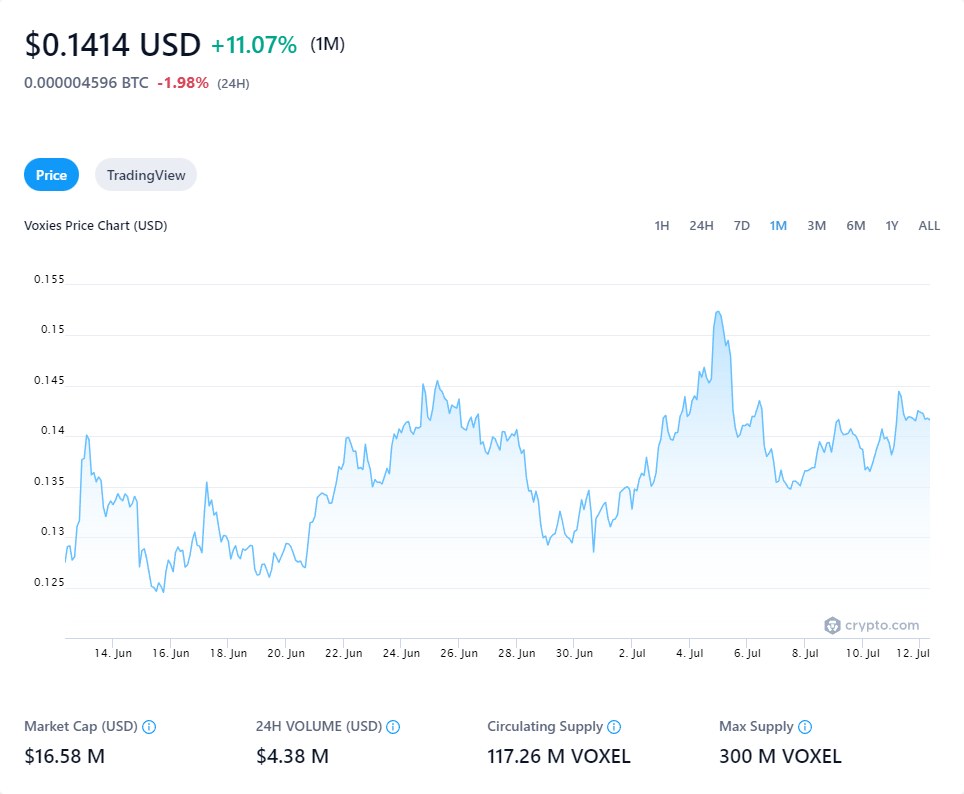 $0.1414 USD +11.07% (1M)
0.000004596 BTC -1.98% (24H)
Price TradingView
Voxies Price Chart (USD) 1H 24H 7D 1M 3M 6M 1Y ALL
0.155
0.15
0.145
0.14
0.135
0.13
0.125
crypto.com
14. Jun 16. Jun 18. Jun 20. Jun 22. Jun 24. Jun 26. Jun 28. Jun 30. Jun 2. Jul 4. Jul 6. Jul 8. Jul 10. Jul 12. Jul
Market Cap (USD) 24H VOLUME (USD) Circulating Supply Max Supply
$16.58 M $4.38 M 117.26 M VOXEL 300 M VOXEL